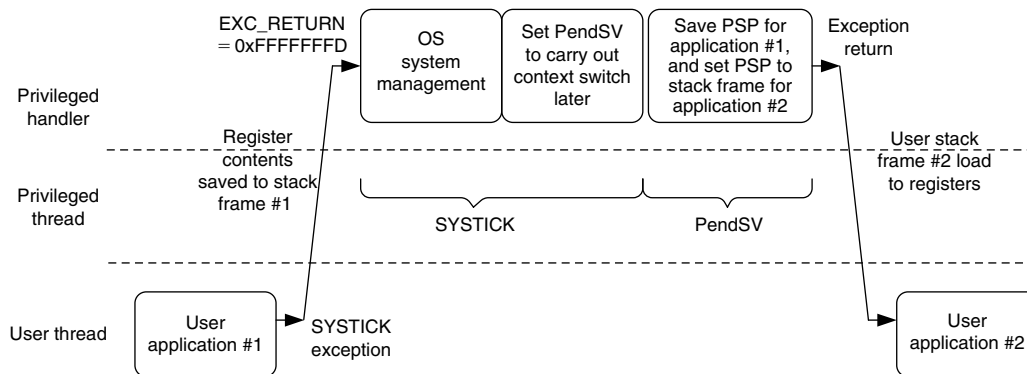 EXC_RETURN
= 0xFFFFFFFD
OS
system
management
Set PendSV
to carry out
context switch
later
Save PSP for
application #1,
and set PSP to
stack frame for
application #2
Exception
return
Privileged
handler
Register
contents
saved to stack
frame #1
User stack
frame #2 load
to registers
Privileged
thread
SYSTICK
PendSV
User thread
User
application #1
SYSTICK
exception
User
application #2